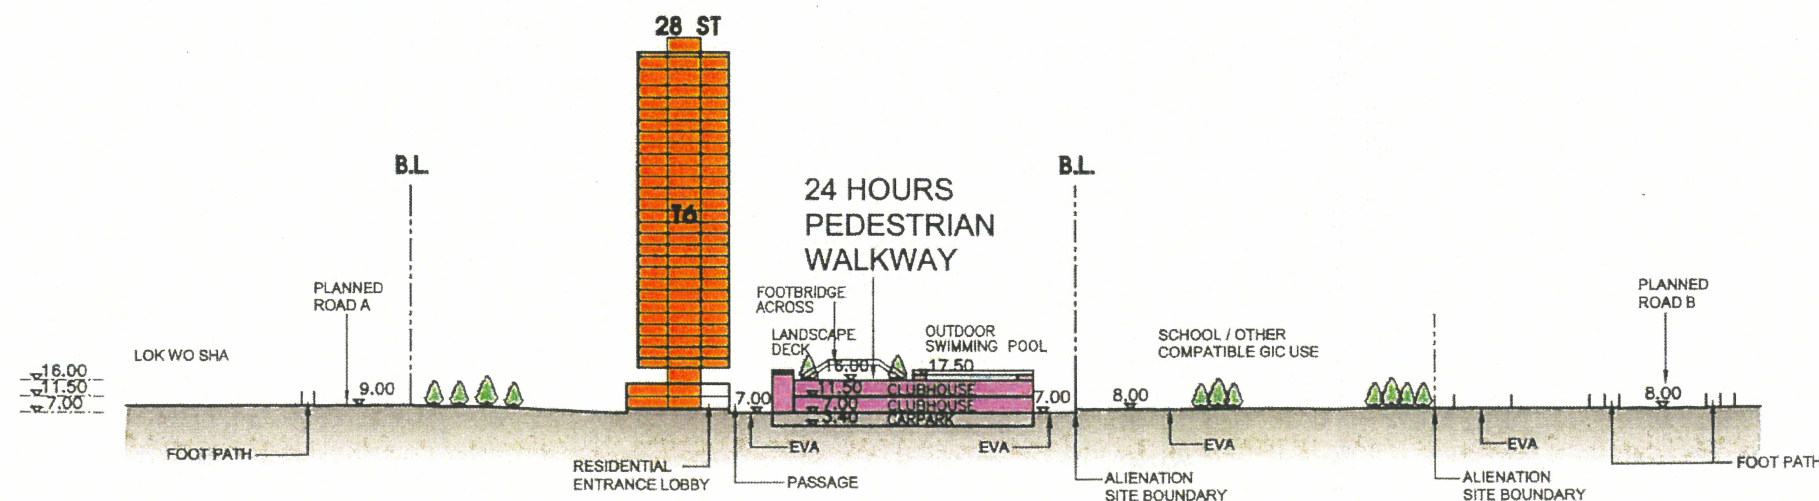 28 ST
B.L.
T6
24 HOURS
PEDESTRIAN
WALKWAY
B.L.
PLANNED
ROAD A
FOOTBRIDGE
ACROSS
LANDSCAPE
DECK
OUTDOOR
SWIMMING POOL
SCHOOL / OTHER
COMPATIBLE GIC USE
PLANNED
ROAD B
LOK WO SHA
16.00
11.50
7.00
9.00
16.00
17.50
11.50 CLUBHOUSE
7.00 CLUBHOUSE
3.40 CARPARK
7.00
7.00
8.00
8.00
FOOT PATH
EVA
EVA
EVA
EVA
FOOT PATH
RESIDENTIAL
ENTRANCE LOBBY
PASSAGE
ALIENATION
SITE BOUNDARY
ALIENATION
SITE BOUNDARY